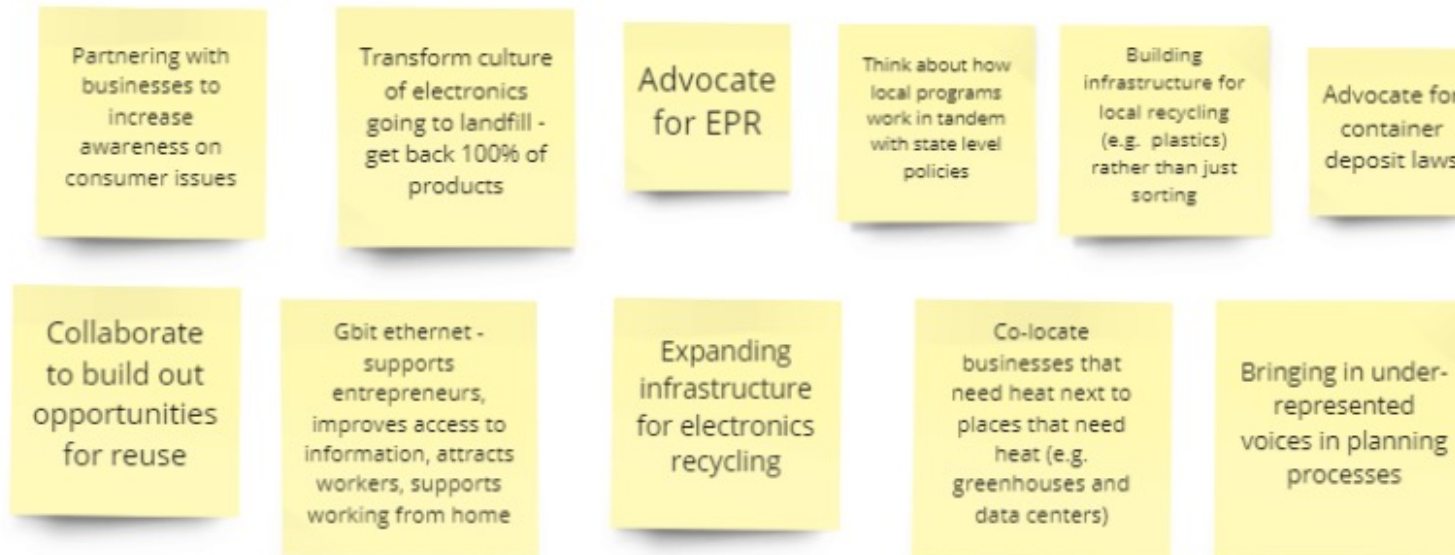 Partnering with
businesses to
increase
awareness on
consumer issues
Transform culture
of electronics
going to landfill -
get back 100% of
products
Advocate
for EPR
Think about how
local programs
work in tandem
with state level
policies
Building
infrastructure for
local recycling
(e.g. plastics)
rather than just
sorting
Advocate for
container
deposit laws
Collaborate
to build out
opportunities
for reuse
Gbit ethernet -
supports
entrepreneurs,
improves access to
information, attracts
workers, supports
working from home
Expanding
infrastructure
for electronics
recycling
Co-locate
businesses that
need heat next to
places that need
heat (e.g.
greenhouses and
data centers)
Bringing in under-
represented
voices in planning
processes